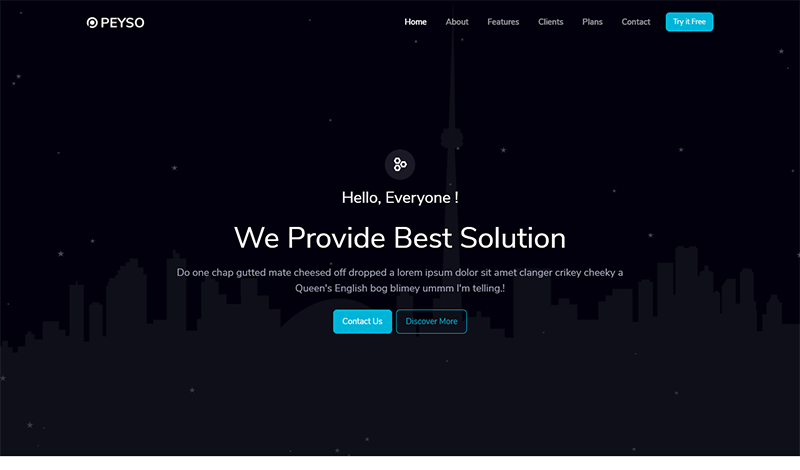 PEYSO
Home About Features Clients Plans Contact Try it Free
Hello, Everyone !
We Provide Best Solution
Do one chap gutted mate cheesed off dropped a lorem ipsum dolor sit amet clanger crikey cheeky a
Queen's English bog blimey ummm I'm telling.!
Contact Us Discover More